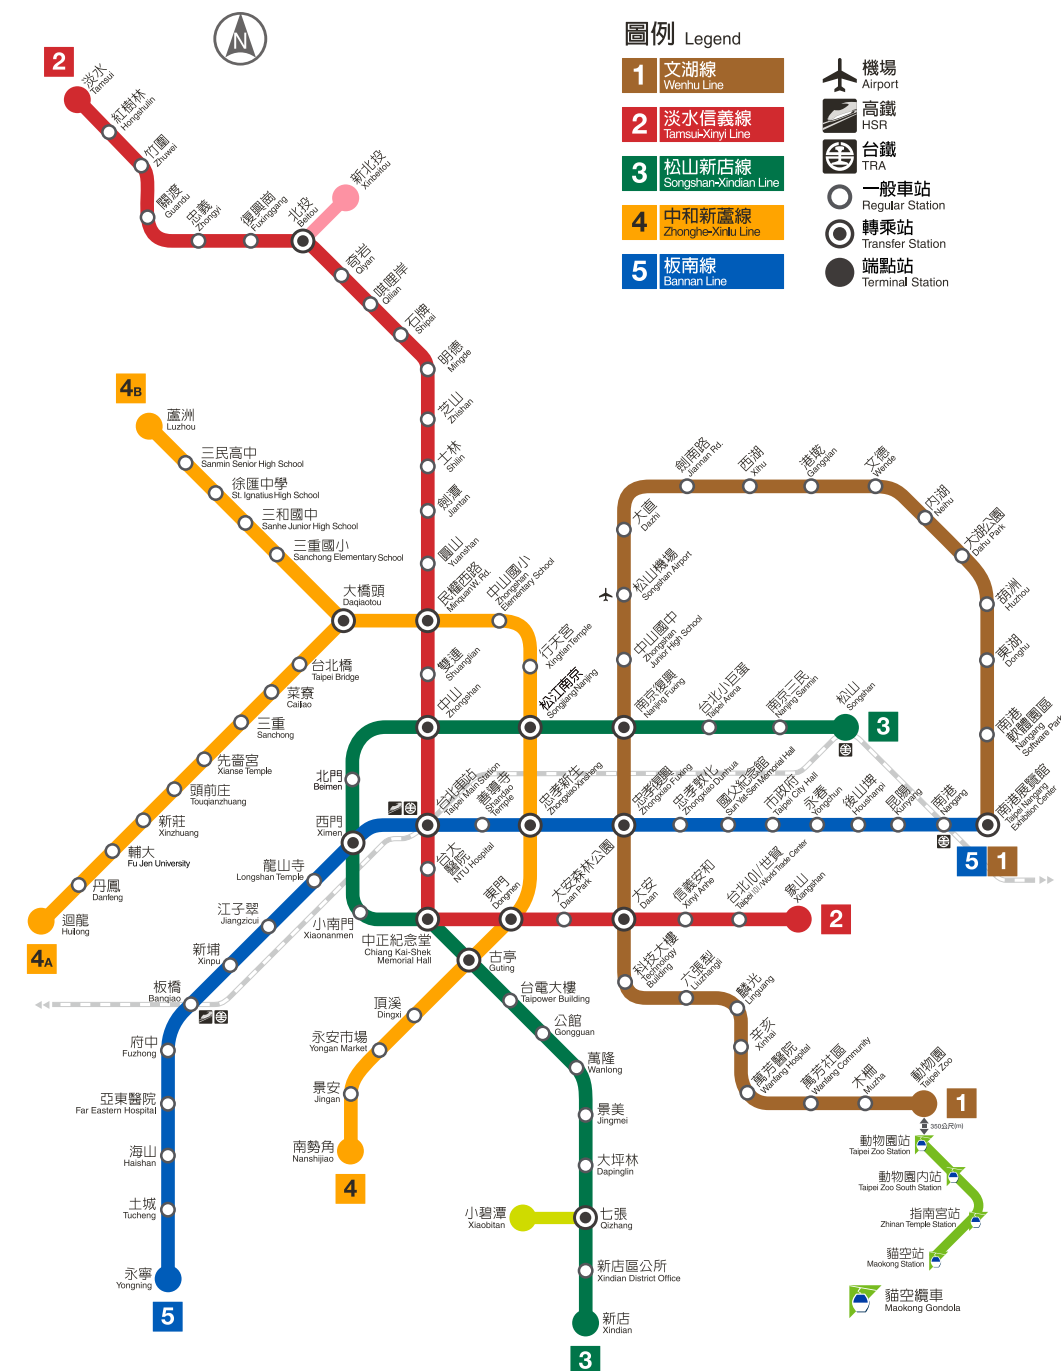 N
圖例 Legend
1 文湖線
Wenhu Line
2 淡水信義線
Tamsui-Xinyi Line
3 松山新店線
Songshan-Xindian Line
4 中和新蘆線
Zhonghe-Xinlu Line
5 板南線
Bannan Line
機場
Airport
高鐵
HSR
台鐵
TRA
一般車站
Regular Station
轉乘站
Transfer Station
端點站
Terminal Station
2
淡水
Tamsui
紅樹林
Hongshulin
竹圍
Zhuwei
關渡
Guandu
忠義
Zhongyi
復興崗
Fuxinggang
北投
Beitou
新北投
Xinbeitou
奇岩
Qiyan
唭哩岸
Qilian
石牌
Shipai
明德
Mingde
芝山
Zhishan
士林
Shilin
劍潭
Jiantan
圓山
Yuanshan
民權西路
Minquan W. Rd.
雙連
Shuanglian
中山
Zhongshan
台北車站
Taipei Main Station
台大
醫院
NTU Hospital
中正紀念堂
Chiang Kai-Shek
Memorial Hall
東門
Dongmen
大安森林公園
Daan Park
大安
Daan
信義安和
Xinyi Anhe
台北101/世貿
Taipei 101/World Trade Center
象山
Xiangshan
2
4B
蘆洲
Luzhou
三民高中
Sanmin Senior High School
徐匯中學
St. Ignatius High School
三和國中
Sanhe Junior High School
三重國小
Sanchong Elementary School
大橋頭
Daqiaotou
台北橋
Taipei Bridge
菜寮
Cailiao
三重
Sanchong
先嗇宮
Xianse Temple
頭前庄
Touqianzhuang
新莊
Xinzhuang
輔大
Fu Jen University
丹鳳
Danfeng
迴龍
Huilong
4A
中山國小
Zhongshan
Elementary School
行天宮
Xingtian Temple
松江南京
Songjiang Nanjing
忠孝新生
Zhongxiao Xinsheng
古亭
Guting
頂溪
Dingxi
永安市場
Yongan Market
景安
Jingan
南勢角
Nanshijiao
4
劍南路
Jiannan Rd.
西湖
Xihu
港墘
Gangqian
文德
Wende
內湖
Neihu
大湖公園
Dahu Park
葫洲
Huzhou
東湖
Donghu
南港
軟體園區
Nangang
Software Park
南港展覽館
Taipei Nangang
Exhibition Center
5 1
大直
Dazhi
松山機場
Songshan Airport
中山國中
Zhongshan
Junior High School
南京復興
Nanjing Fuxing
台北小巨蛋
Taipei Arena
南京三民
Nanjing Sanmin
松山
Songshan
3
北門
Beimen
西門
Ximen
小南門
Xiaonanmen
善導寺
Shandao
Temple
忠孝復興
Zhongxiao Fuxing
忠孝敦化
Zhongxiao Dunhua
國父紀念館
Sun Yat-Sen Memorial Hall
市政府
Taipei City Hall
永春
Yongchun
後山埤
Houshanpi
昆陽
Kunyang
南港
Nangang
龍山寺
Longshan Temple
江子翠
Jiangzicui
新埔
Xinpu
板橋
Banqiao
府中
Fuzhong
亞東醫院
Far Eastern Hospital
海山
Haishan
土城
Tucheng
永寧
Yongning
5
台電大樓
Taipower Building
公館
Gongguan
萬隆
Wanlong
景美
Jingmei
大坪林
Dapinglin
七張
Qizhang
小碧潭
Xiaobitan
新店區公所
Xindian District Office
新店
Xindian
3
科技大樓
Technology
Building
六張犁
Liuzhangli
麟光
Linguang
辛亥
Xinhai
萬芳醫院
Wanfang Hospital
萬芳社區
Wanfang Community
木柵
Muzha
動物園
Taipei Zoo
1
350公尺(m)
動物園站
Taipei Zoo Station
動物園內站
Taipei Zoo South Station
指南宮站
Zhinan Temple Station
貓空站
Maokong Station
貓空纜車
Maokong Gondola